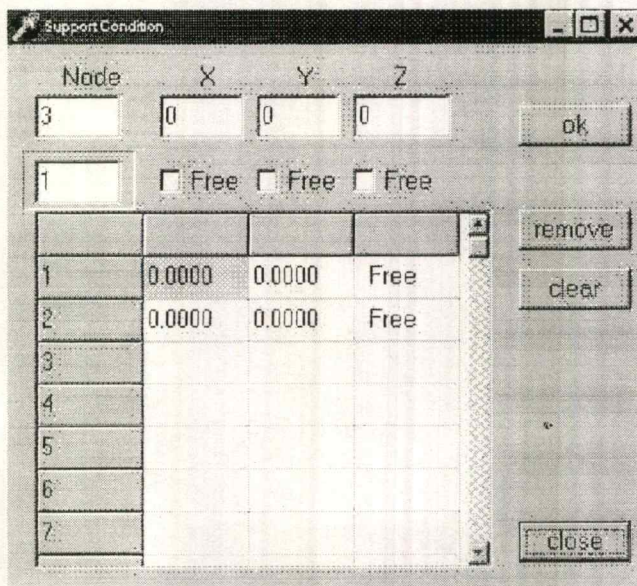 Support Condition
Node X Y Z
3 0 0 0 ok
1 Free Free Free
remove
1 0.0000 0.0000 Free clear
2 0.0000 0.0000 Free
3
4
5
6
7 close